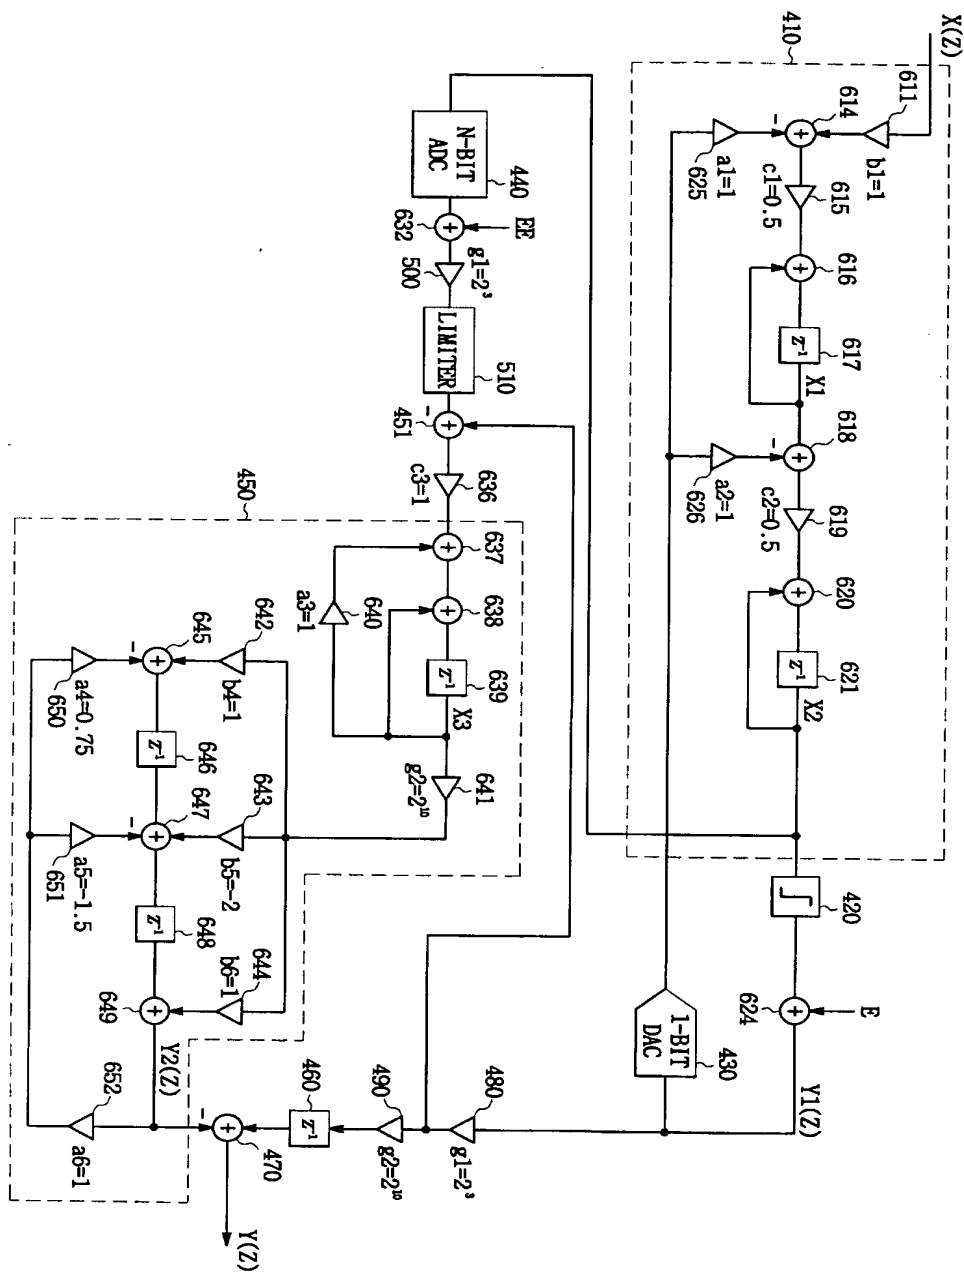 X(Z)
410
611
b1=1
614
-
615
c1=0.5
616
617
Z⁻¹
X1
618
-
619
c2=0.5
620
621
Z⁻¹
X2
420
E
624
Y1(Z)
625
a1=1
626
a2=1
1-BIT
DAC
430
N-BIT
ADC
440
EE
632
g1=2³
500
LIMITER
510
-
451
636
c3=1
450
637
638
639
Z⁻¹
X3
640
a3=1
641
g2=2¹⁰
642
b4=1
643
b5=-2
644
b6=1
645
-
646
Z⁻¹
647
-
648
Z⁻¹
649
Y2(Z)
650
a4=0.75
651
a5=-1.5
652
a6=1
480
g1=2³
490
g2=2¹⁰
460
Z⁻¹
-
470
Y(Z)